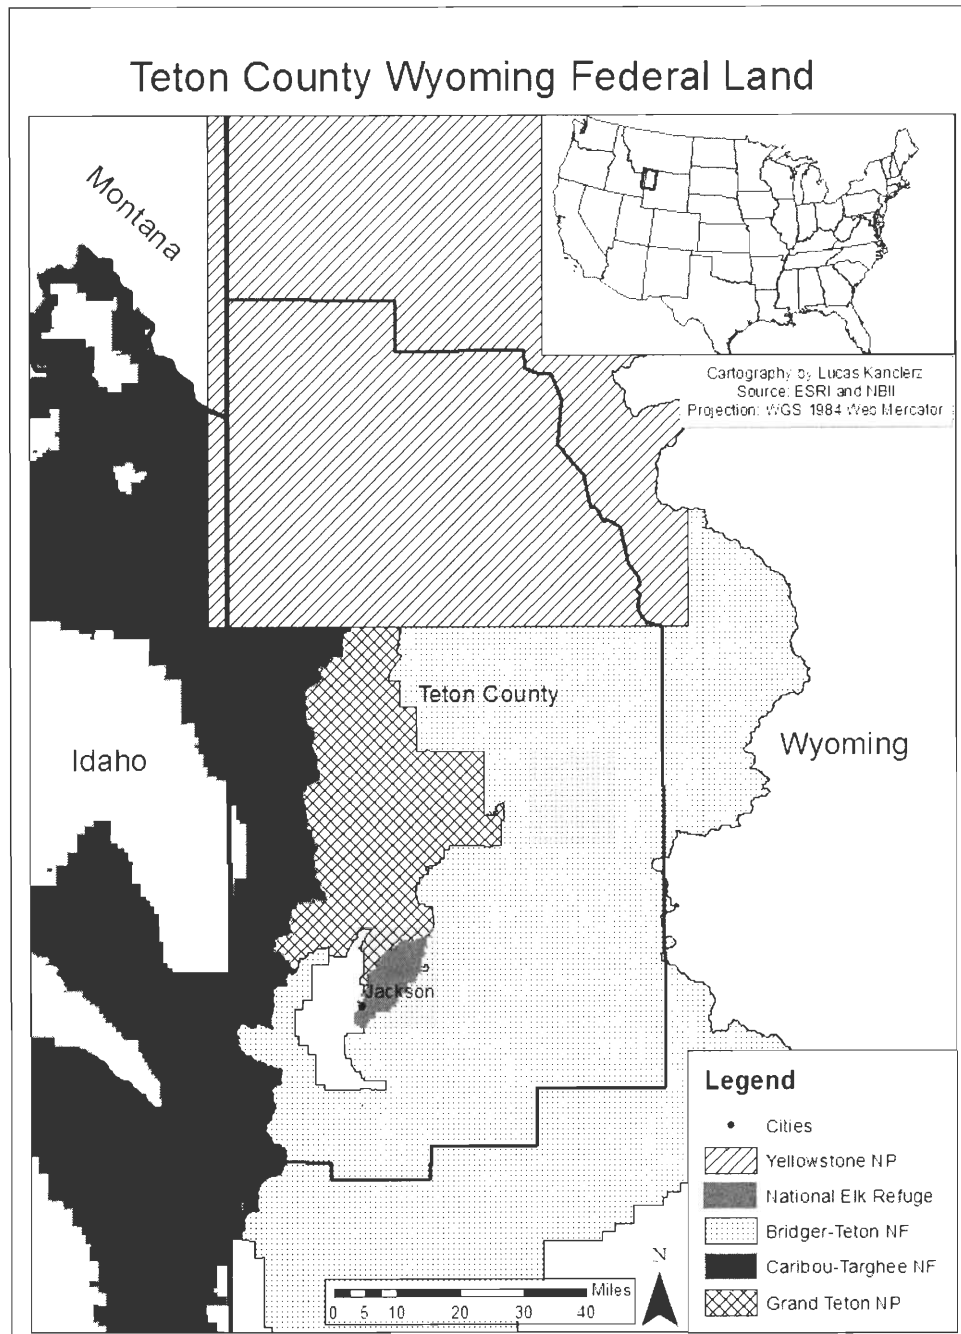 Teton County Wyoming Federal Land
Montana
Cartography by Lucas Kanclerz
Source: ESRI and NBII
Projection: WGS 1984 Web Mercator
Teton County
Idaho
Wyoming
Jackson
Legend
Cities
Yellowstone NP
National Elk Refuge
Bridger-Teton NF
Caribou-Targhee NF
Grand Teton NP
N
Miles
0 5 10 20 30 40